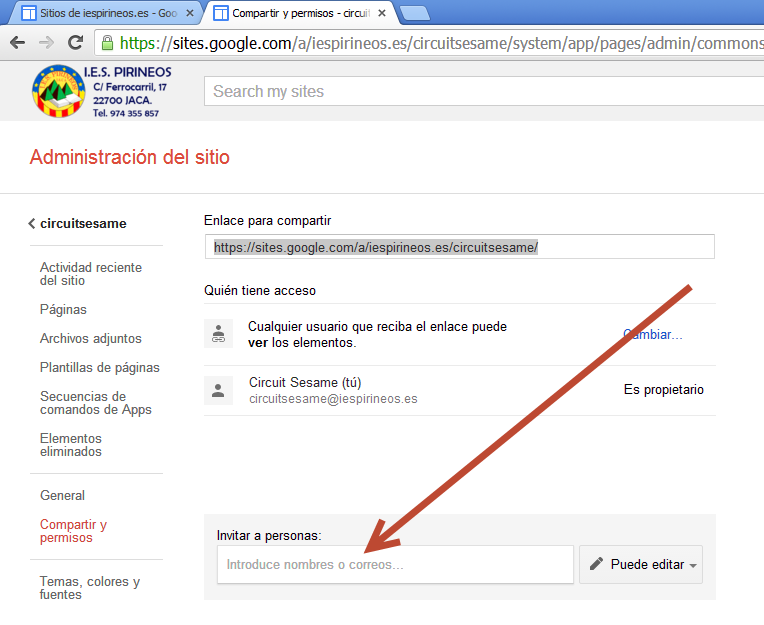 Sitios de iespirineos.es - Goo
Compartir y permisos - circuit
https://sites.google.com/a/iespirineos.es/circuitsesame/system/app/pages/admin/commons
I.E.S. PIRINEOS
C/ Ferrocarril, 17
22700 JACA.
Tel. 974 355 857
Search my sites
Administración del sitio
circuitsesame
Actividad reciente
del sitio
Páginas
Archivos adjuntos
Plantillas de páginas
Secuencias de
comandos de Apps
Elementos
eliminados
General
Compartir y
permisos
Temas, colores y
fuentes
Enlace para compartir
https://sites.google.com/a/iespirineos.es/circuitsesame/
Quién tiene acceso
Cualquier usuario que reciba el enlace puede
ver los elementos.
Cambiar...
Circuit Sesame (tú)
circuitsesame@iespirineos.es
Es propietario
Invitar a personas:
Introduce nombres o correos...
Puede editar